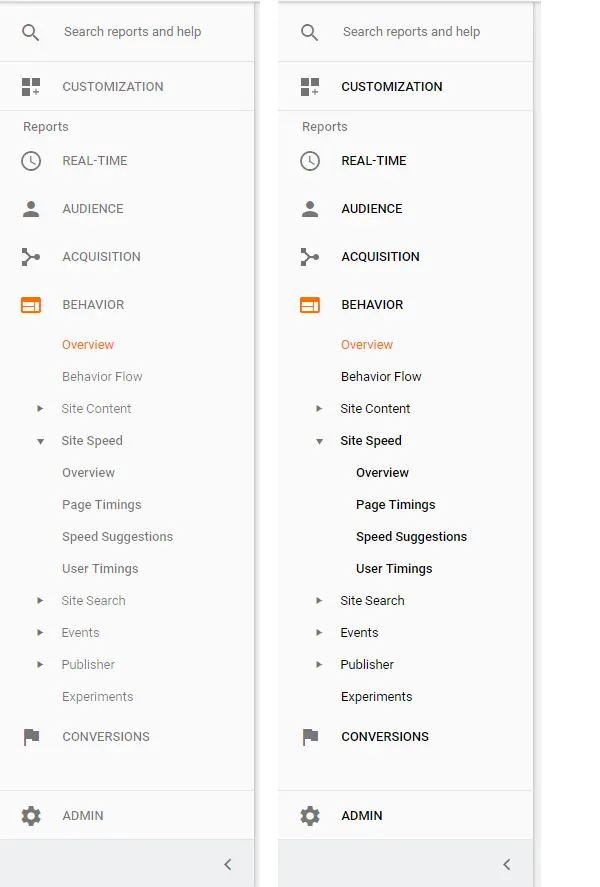 Search reports and help
CUSTOMIZATION
Reports
REAL-TIME
AUDIENCE
ACQUISITION
BEHAVIOR
Overview
Behavior Flow
Site Content
Site Speed
Overview
Page Timings
Speed Suggestions
User Timings
Site Search
Events
Publisher
Experiments
CONVERSIONS
ADMIN
Search reports and help
CUSTOMIZATION
Reports
REAL-TIME
AUDIENCE
ACQUISITION
BEHAVIOR
Overview
Behavior Flow
Site Content
Site Speed
Overview
Page Timings
Speed Suggestions
User Timings
Site Search
Events
Publisher
Experiments
CONVERSIONS
ADMIN